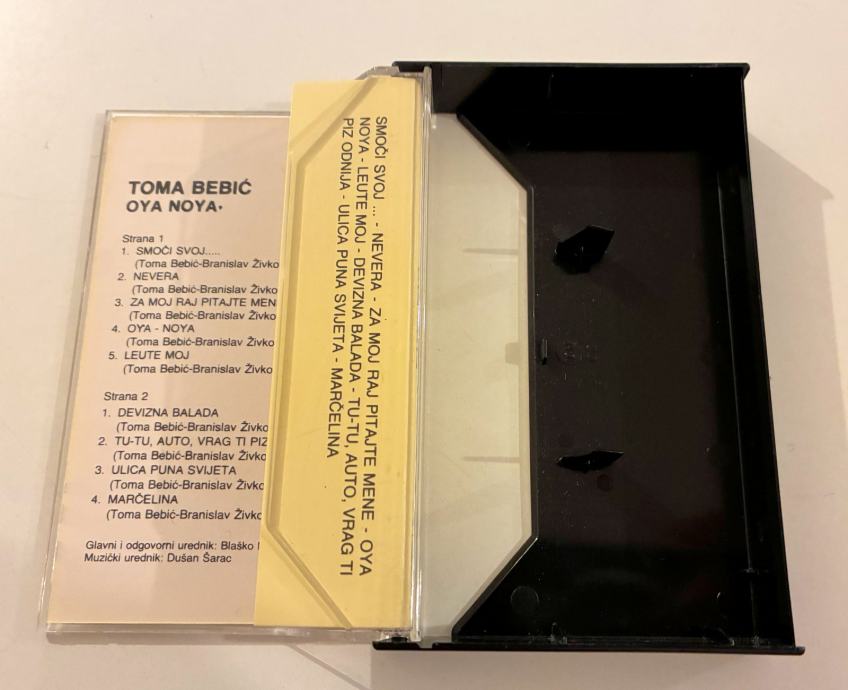 TOMA BEBIĆ
OYA NOYA
Strana 1
1. SMOČI SVOJ.....
(Toma Bebić-Branislav Živko
2. NEVERA
(Toma Bebić-Branislav Živko
3. ZA MOJ RAJ PITAJTE MEN
(Toma Bebić-Branislav Živko
4. OYA - NOYA
(Toma Bebić-Branislav Živko
5. LEUTE MOJ
(Toma Bebić-Branislav Živko
Strana 2
1. DEVIZNA BALADA
(Toma Bebić-Branislav Živko
2. TU-TU, AUTO, VRAG TI PIZ
(Toma Bebić-Branislav Živko
3. ULICA PUNA SVIJETA
(Toma Bebić-Branislav Živko
4. MARČELINA
(Toma Bebić-Branislav Živko
Glavni i odgovorni urednik: Blaško
Muzički urednik: Dušan Šarac
SMOČI SVOJ ... - NEVERA - ZA MOJ RAJ PITAJTE MENE - OYA
NOYA - LEUTE MOJ - DEVIZNA BALADA - TU-TU, AUTO, VRAG TI
PIZ ODNIJA - ULICA PUNA SVIJETA - MARČELINA